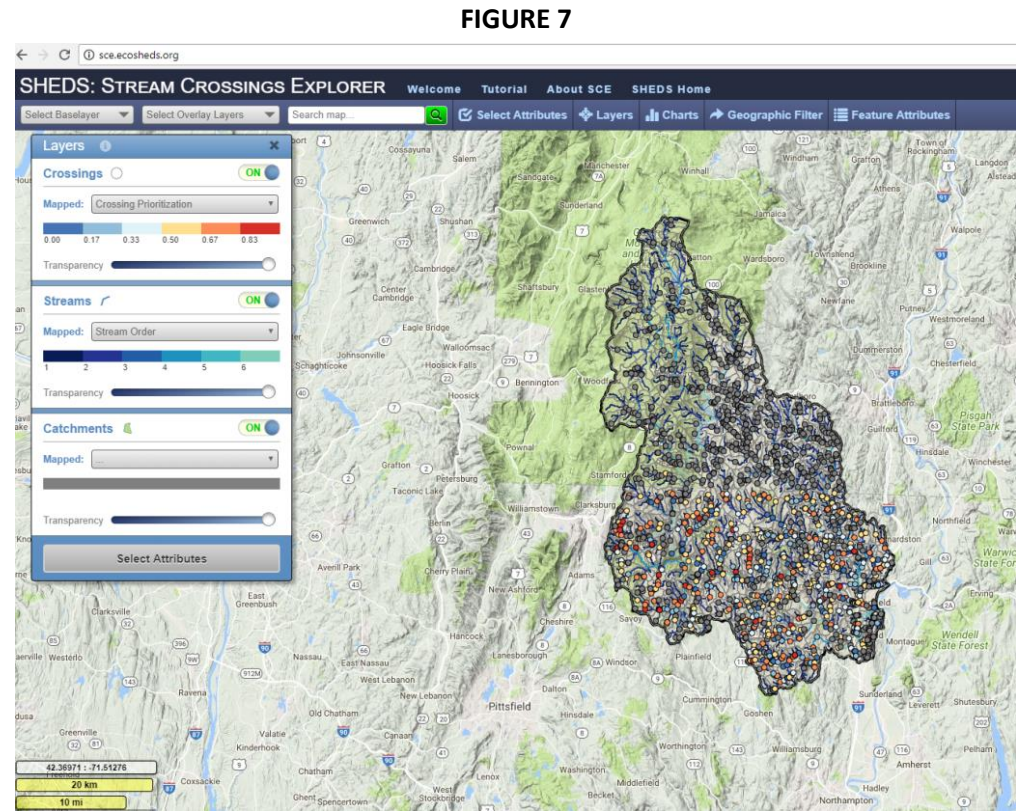 FIGURE 7
sce.ecosheds.org
SHEDS: STREAM CROSSINGS EXPLORER Welcome Tutorial About SCE SHEDS Home
Select Baselayer Select Overlay Layers Search map... Select Attributes Layers Charts Geographic Filter Feature Attributes
Layers
Crossings ON
Mapped: Crossing Prioritization
0.00 0.17 0.33 0.50 0.67 0.83
Transparency
Streams ON
Mapped: Stream Order
1 2 3 4 5 6
Transparency
Catchments ON
Mapped: ...
Transparency
Select Attributes
42.36971 : -71.51276
20 km
10 mi
Cossayuna
Salem
Greenwich
Shushan
Cambridge
Center Cambridge
Eagle Bridge
Johnsonville
Schaghticoke
Walloomsac
Hoosick Falls
Hoosick
Bennington
Shaftsbury
Sandgate
Manchester
Sunderland
Winhall
Windham
Grafton
Town of Rockingham
Langdon
Alstead
Athens
Walpole
Jamaica
Townshend
Brookline
Wardsboro
Newfane
Putney
Westmoreland
Dummerston
Chesterfield
Brattleboro
Guilford
Pisgah State Park
Hinsdale
Winchester
Pownal
Stamford
Grafton
Petersburg
Taconic Lake
Williamstown
Clarksburg
Berlin
Cherry Plain
New Ashford
Adams
Cheshire
Savoy
Averill Park
East Greenbush
Clarksville
Westerlo
Nassau
East Nassau
West Lebanon
New Lebanon
Hancock
Lanesborough
Windsor
Plainfield
Dalton
Pittsfield
Hinsdale
Cummington
Goshen
Gill
Erving
Montague
Wendell State Forest
Sunderland
Leverett
Shutesbury
Ravena
Greenville
Old Chatham
Valatie
Kinderhook
Chatham
Canaan
Coxsackie
Ghent
Spencertown
West Stockbridge
Lenox
Washington
Becket
Middlefield
Worthington
Williamsburg
Amherst
Pelham
Hadley
Northampton